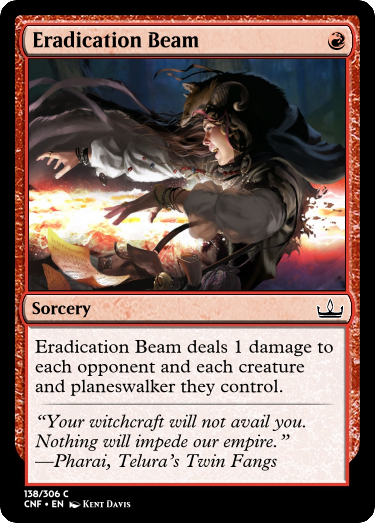 Eradication Beam
Sorcery
Eradication Beam deals 1 damage to
each opponent and each creature
and planeswalker they control.
“Your witchcraft will not avail you.
Nothing will impede our empire.”
—Pharai, Telura's Twin Fangs
138/306 C
CNF • EN Kent Davis